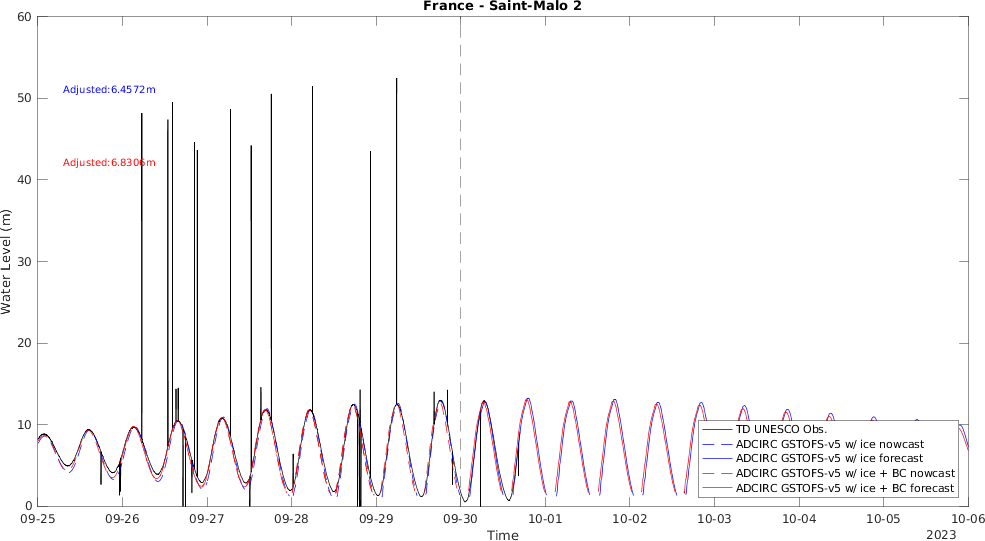 France - Saint-Malo 2
60
50
40
30
20
10
0
Water Level (m)
Adjusted:6.4572m
Adjusted:6.8306m
TD UNESCO Obs.
ADCIRC GSTOFS-v5 w/ ice nowcast
ADCIRC GSTOFS-v5 w/ ice forecast
ADCIRC GSTOFS-v5 w/ ice + BC nowcast
ADCIRC GSTOFS-v5 w/ ice + BC forecast
09-25 09-26 09-27 09-28 09-29 09-30 10-01 10-02 10-03 10-04 10-05 10-06
Time
2023